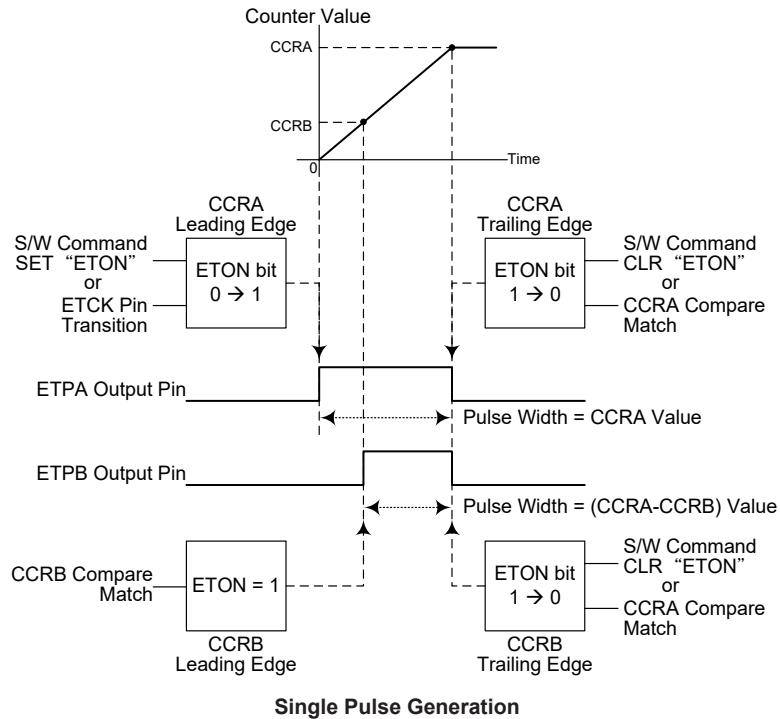 Counter Value
CCRA
CCRB
0
Time
CCRA
Leading Edge
S/W Command
SET “ETON”
or
ETCK Pin
Transition
ETON bit
0 → 1
CCRA
Trailing Edge
ETON bit
1 → 0
S/W Command
CLR “ETON”
or
CCRA Compare
Match
ETPA Output Pin
Pulse Width = CCRA Value
ETPB Output Pin
Pulse Width = (CCRA-CCRB) Value
CCRB Compare
Match
ETON = 1
CCRB
Leading Edge
ETON bit
1 → 0
CCRB
Trailing Edge
S/W Command
CLR “ETON”
or
CCRA Compare
Match
Single Pulse Generation